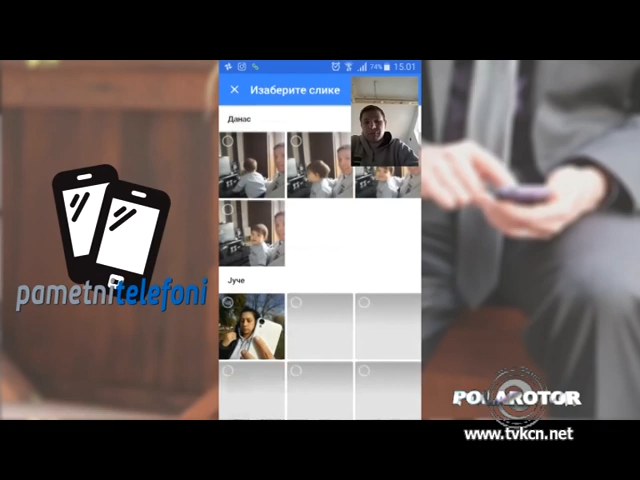 74% 15.01
Изаберите слике
Данас
Јуче
pametnitelefoni
POLAROTOR
www.tvkcn.net